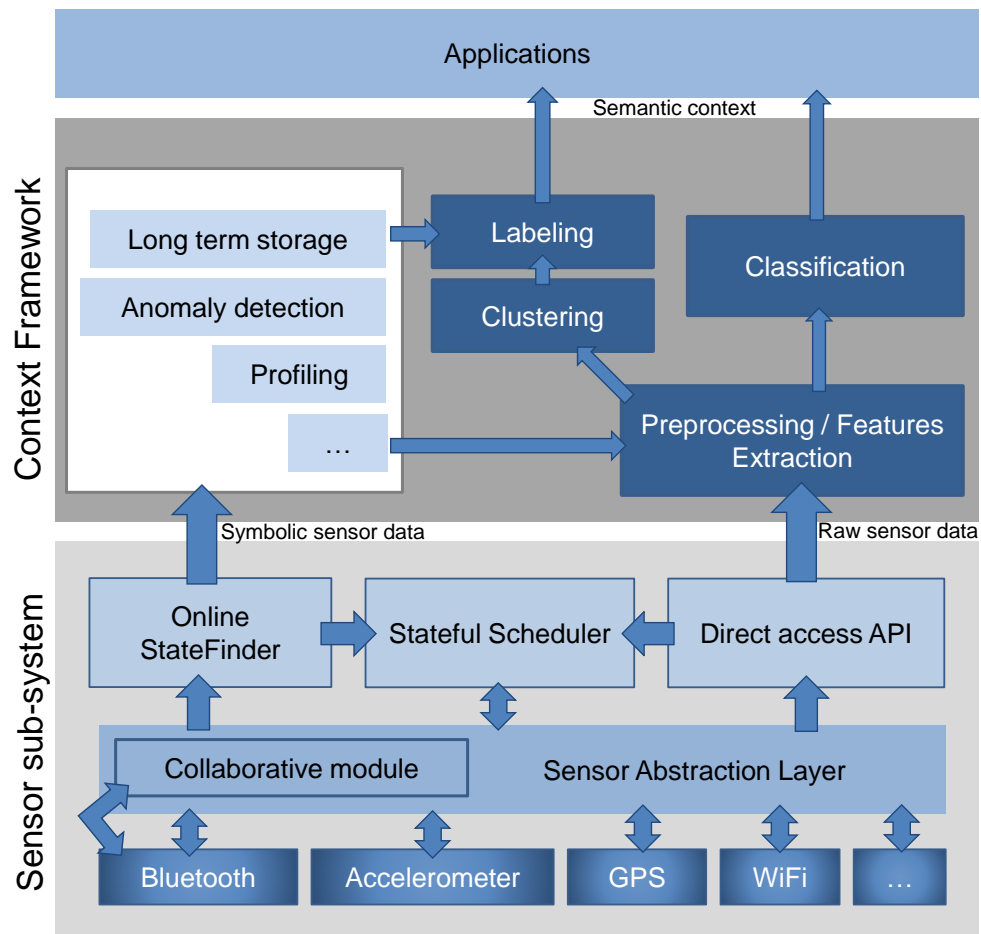 Applications
Semantic context
Context Framework
Long term storage
Labeling
Classification
Anomaly detection
Clustering
Profiling
Preprocessing / Features
Extraction
…
Symbolic sensor data
Raw sensor data
Sensor sub-system
Online
StateFinder
Stateful Scheduler
Direct access API
Collaborative module
Sensor Abstraction Layer
Bluetooth
Accelerometer
GPS
WiFi
…